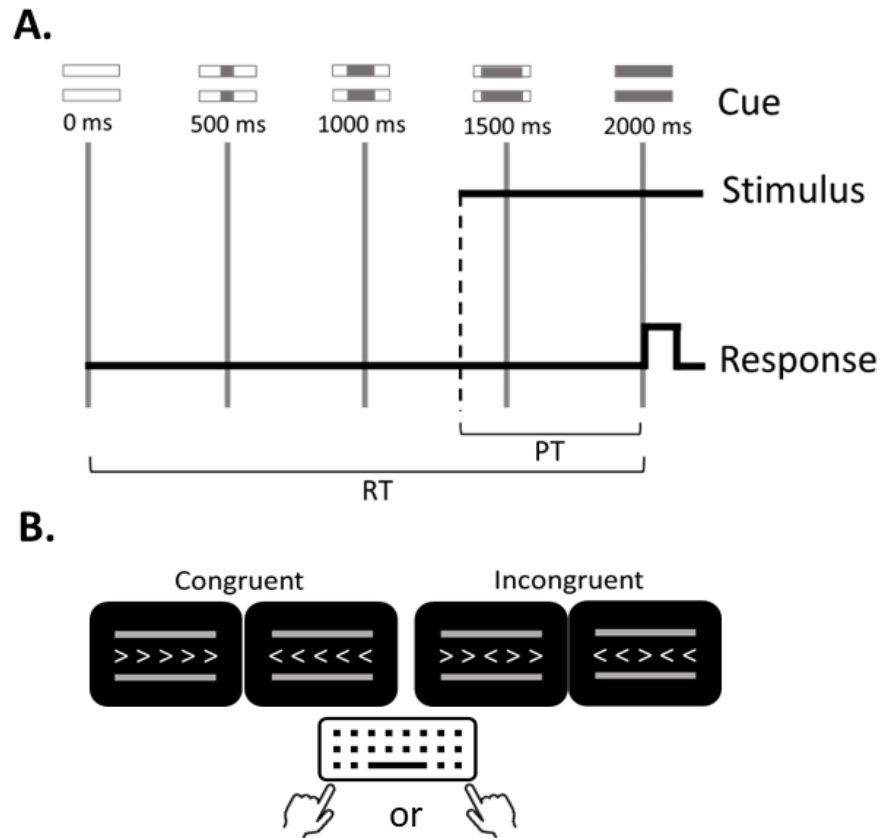 A.
0 ms 500 ms 1000 ms 1500 ms 2000 ms Cue
Stimulus
Response
PT
RT
B.
Congruent Incongruent
> > > > > < < < < < > > < > > < < > < <
or